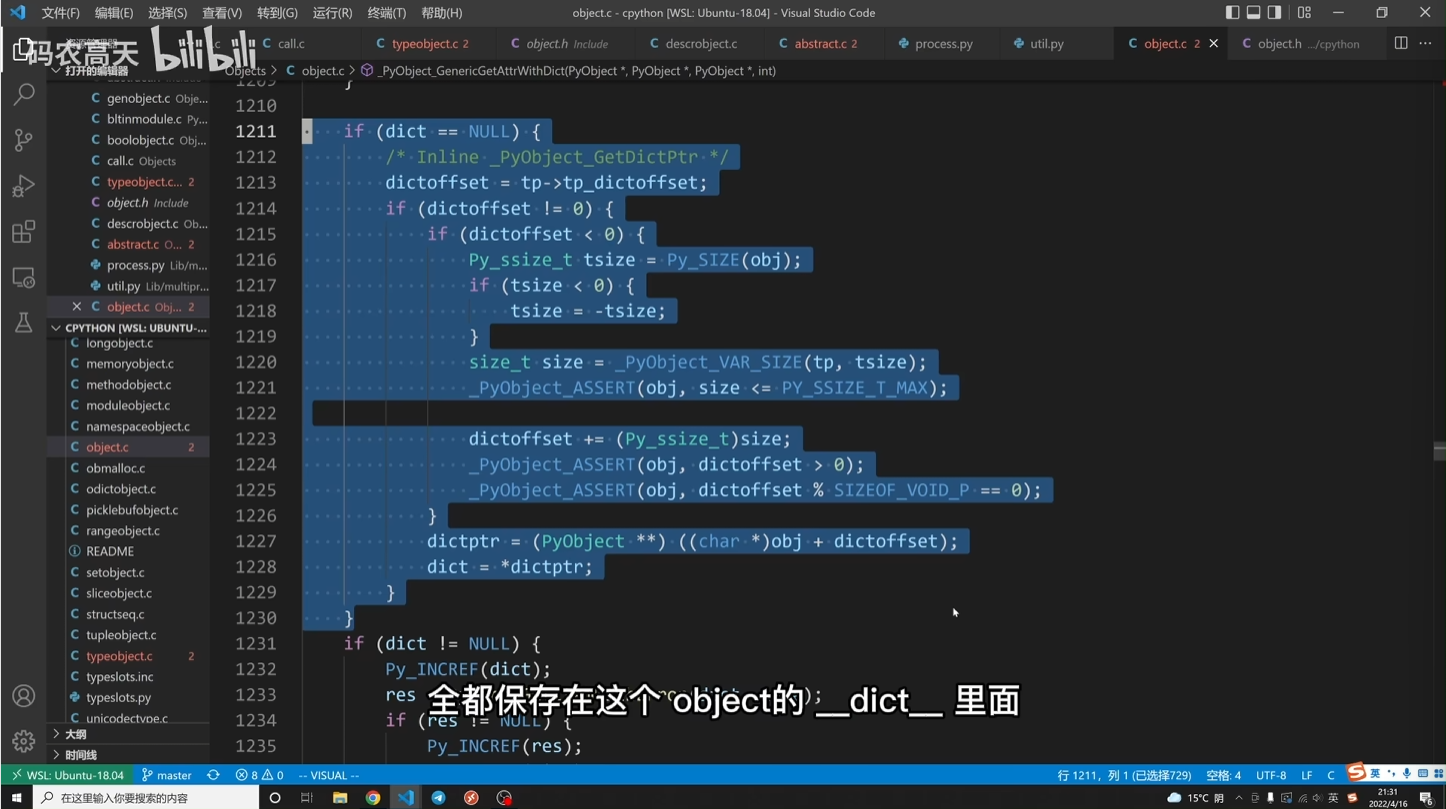 文件(F) 编辑(E) 选择(S) 查看(V) 转到(G) 运行(R) 终端(T) 帮助(H) object.c - cpython [WSL: Ubuntu-18.04] - Visual Studio Code
码农高天 bilibili
call.c typeobject.c 2 object.h Include descrobject.c abstract.c 2 process.py util.py object.c 2 object.h .../cpython
打开的编辑器
Objects > object.c > _PyObject_GenericGetAttrWithDict(PyObject *, PyObject *, PyObject *, int)
genobject.c Obje...
bltinmodule.c Py...
boolobject.c Obj...
call.c Objects
typeobject.c... 2
object.h Include
descrobject.c Ob...
abstract.c O... 2
process.py Lib/m...
util.py Lib/multipr...
object.c Obj... 2
CPYTHON [WSL: UBUNTU-...
longobject.c
memoryobject.c
methodobject.c
moduleobject.c
namespaceobject.c
object.c 2
obmalloc.c
odictobject.c
picklebufobject.c
rangeobject.c
README
setobject.c
sliceobject.c
structseq.c
tupleobject.c
typeobject.c 2
typeslots.inc
typeslots.py
unicodectype.c
大纲
时间线
1209 }
1210
1211 if (dict == NULL) {
1212 /* Inline _PyObject_GetDictPtr */
1213 dictoffset = tp->tp_dictoffset;
1214 if (dictoffset != 0) {
1215 if (dictoffset < 0) {
1216 Py_ssize_t tsize = Py_SIZE(obj);
1217 if (tsize < 0) {
1218 tsize = -tsize;
1219 }
1220 size_t size = _PyObject_VAR_SIZE(tp, tsize);
1221 _PyObject_ASSERT(obj, size <= PY_SSIZE_T_MAX);
1222
1223 dictoffset += (Py_ssize_t)size;
1224 _PyObject_ASSERT(obj, dictoffset > 0);
1225 _PyObject_ASSERT(obj, dictoffset % SIZEOF_VOID_P == 0);
1226 }
1227 dictptr = (PyObject **) ((char *)obj + dictoffset);
1228 dict = *dictptr;
1229 }
1230 }
1231 if (dict != NULL) {
1232 Py_INCREF(dict);
1233 res
全都保存在这个 object的 __dict__ 里面
1234 if (res != NULL) {
1235 Py_INCREF(res);
WSL: Ubuntu-18.04 master 8 0 -- VISUAL -- 行 1211，列 1 (已选择729) 空格: 4 UTF-8 LF C 英
在这里输入你要搜索的内容 15°C 阴 英 21:31
2022/4/16